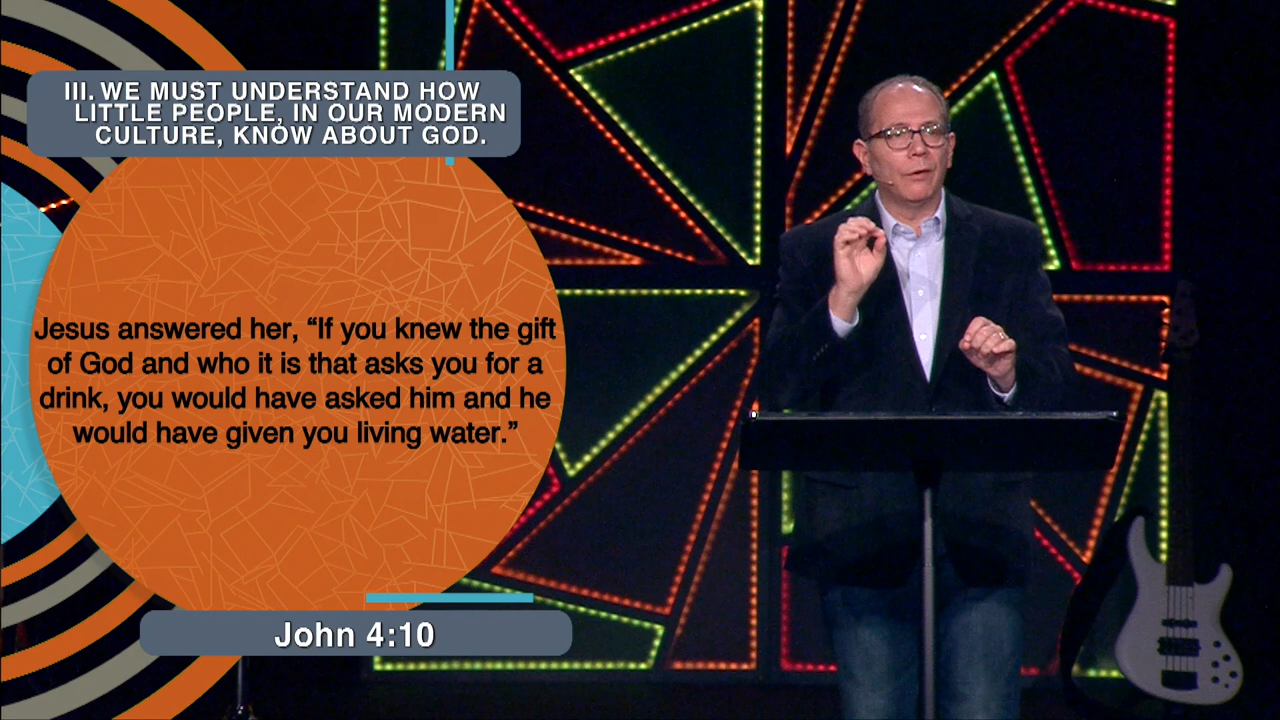 III. WE MUST UNDERSTAND HOW
LITTLE PEOPLE, IN OUR MODERN
CULTURE, KNOW ABOUT GOD.
Jesus answered her, “If you knew the gift
of God and who it is that asks you for a
drink, you would have asked him and he
would have given you living water.”
John 4:10